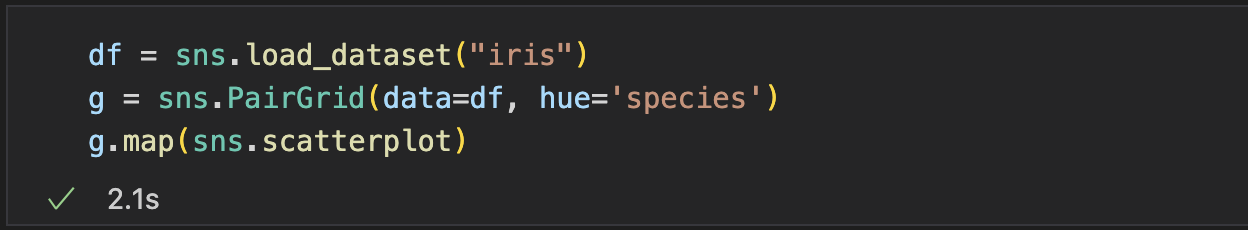 df = sns.load_dataset("iris")
g = sns.PairGrid(data=df, hue='species')
g.map(sns.scatterplot)
2.1s